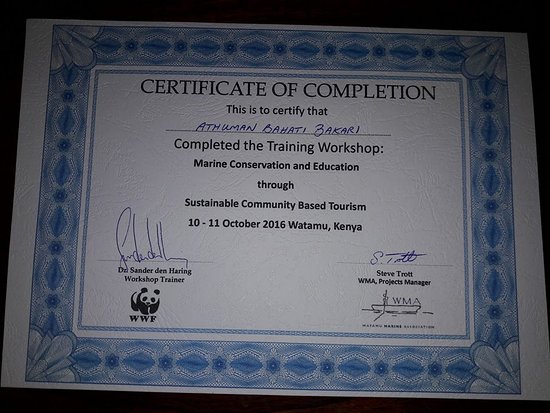 CERTIFICATE OF COMPLETION
This is to certify that
ATHUMAN BAHATI BAKARI
Completed the Training Workshop:
Marine Conservation and Education
through
Sustainable Community Based Tourism
10 - 11 October 2016 Watamu, Kenya
Dr. Sander den Haring
Workshop Trainer
WWF
S. Trott
Steve Trott
WMA, Projects Manager
WMA
WATAMU MARINE ASSOCIATION